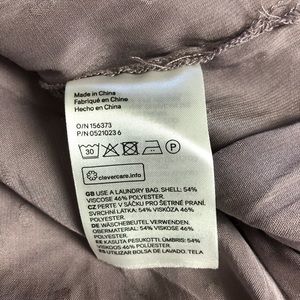 Made in China
Fabriqué en Chine
Hecho en China
O/N 156373
P/N 05210236
30
P
clevercare.info
GB USE A LAUNDRY BAG. SHELL: 54%
VISCOSE 46% POLYESTER.
CZ PERTE V SÁČKU PRO ŠETRNÉ PRANÍ.
SVRCHNÍ LÁTKA: 54% VISKÓZA 46%
POLYESTER.
DE WÄSCHEBEUTEL VERWENDEN.
OBERMATERIAL: 54% VISKOSE 46%
POLYESTER.
EE KASUTA PESUKOTTI. ÜMBRIS: 54%
VISKOOS 46% POLÜESTER.
ES UTILIZAR BOLSA DE LAVADO. TELA